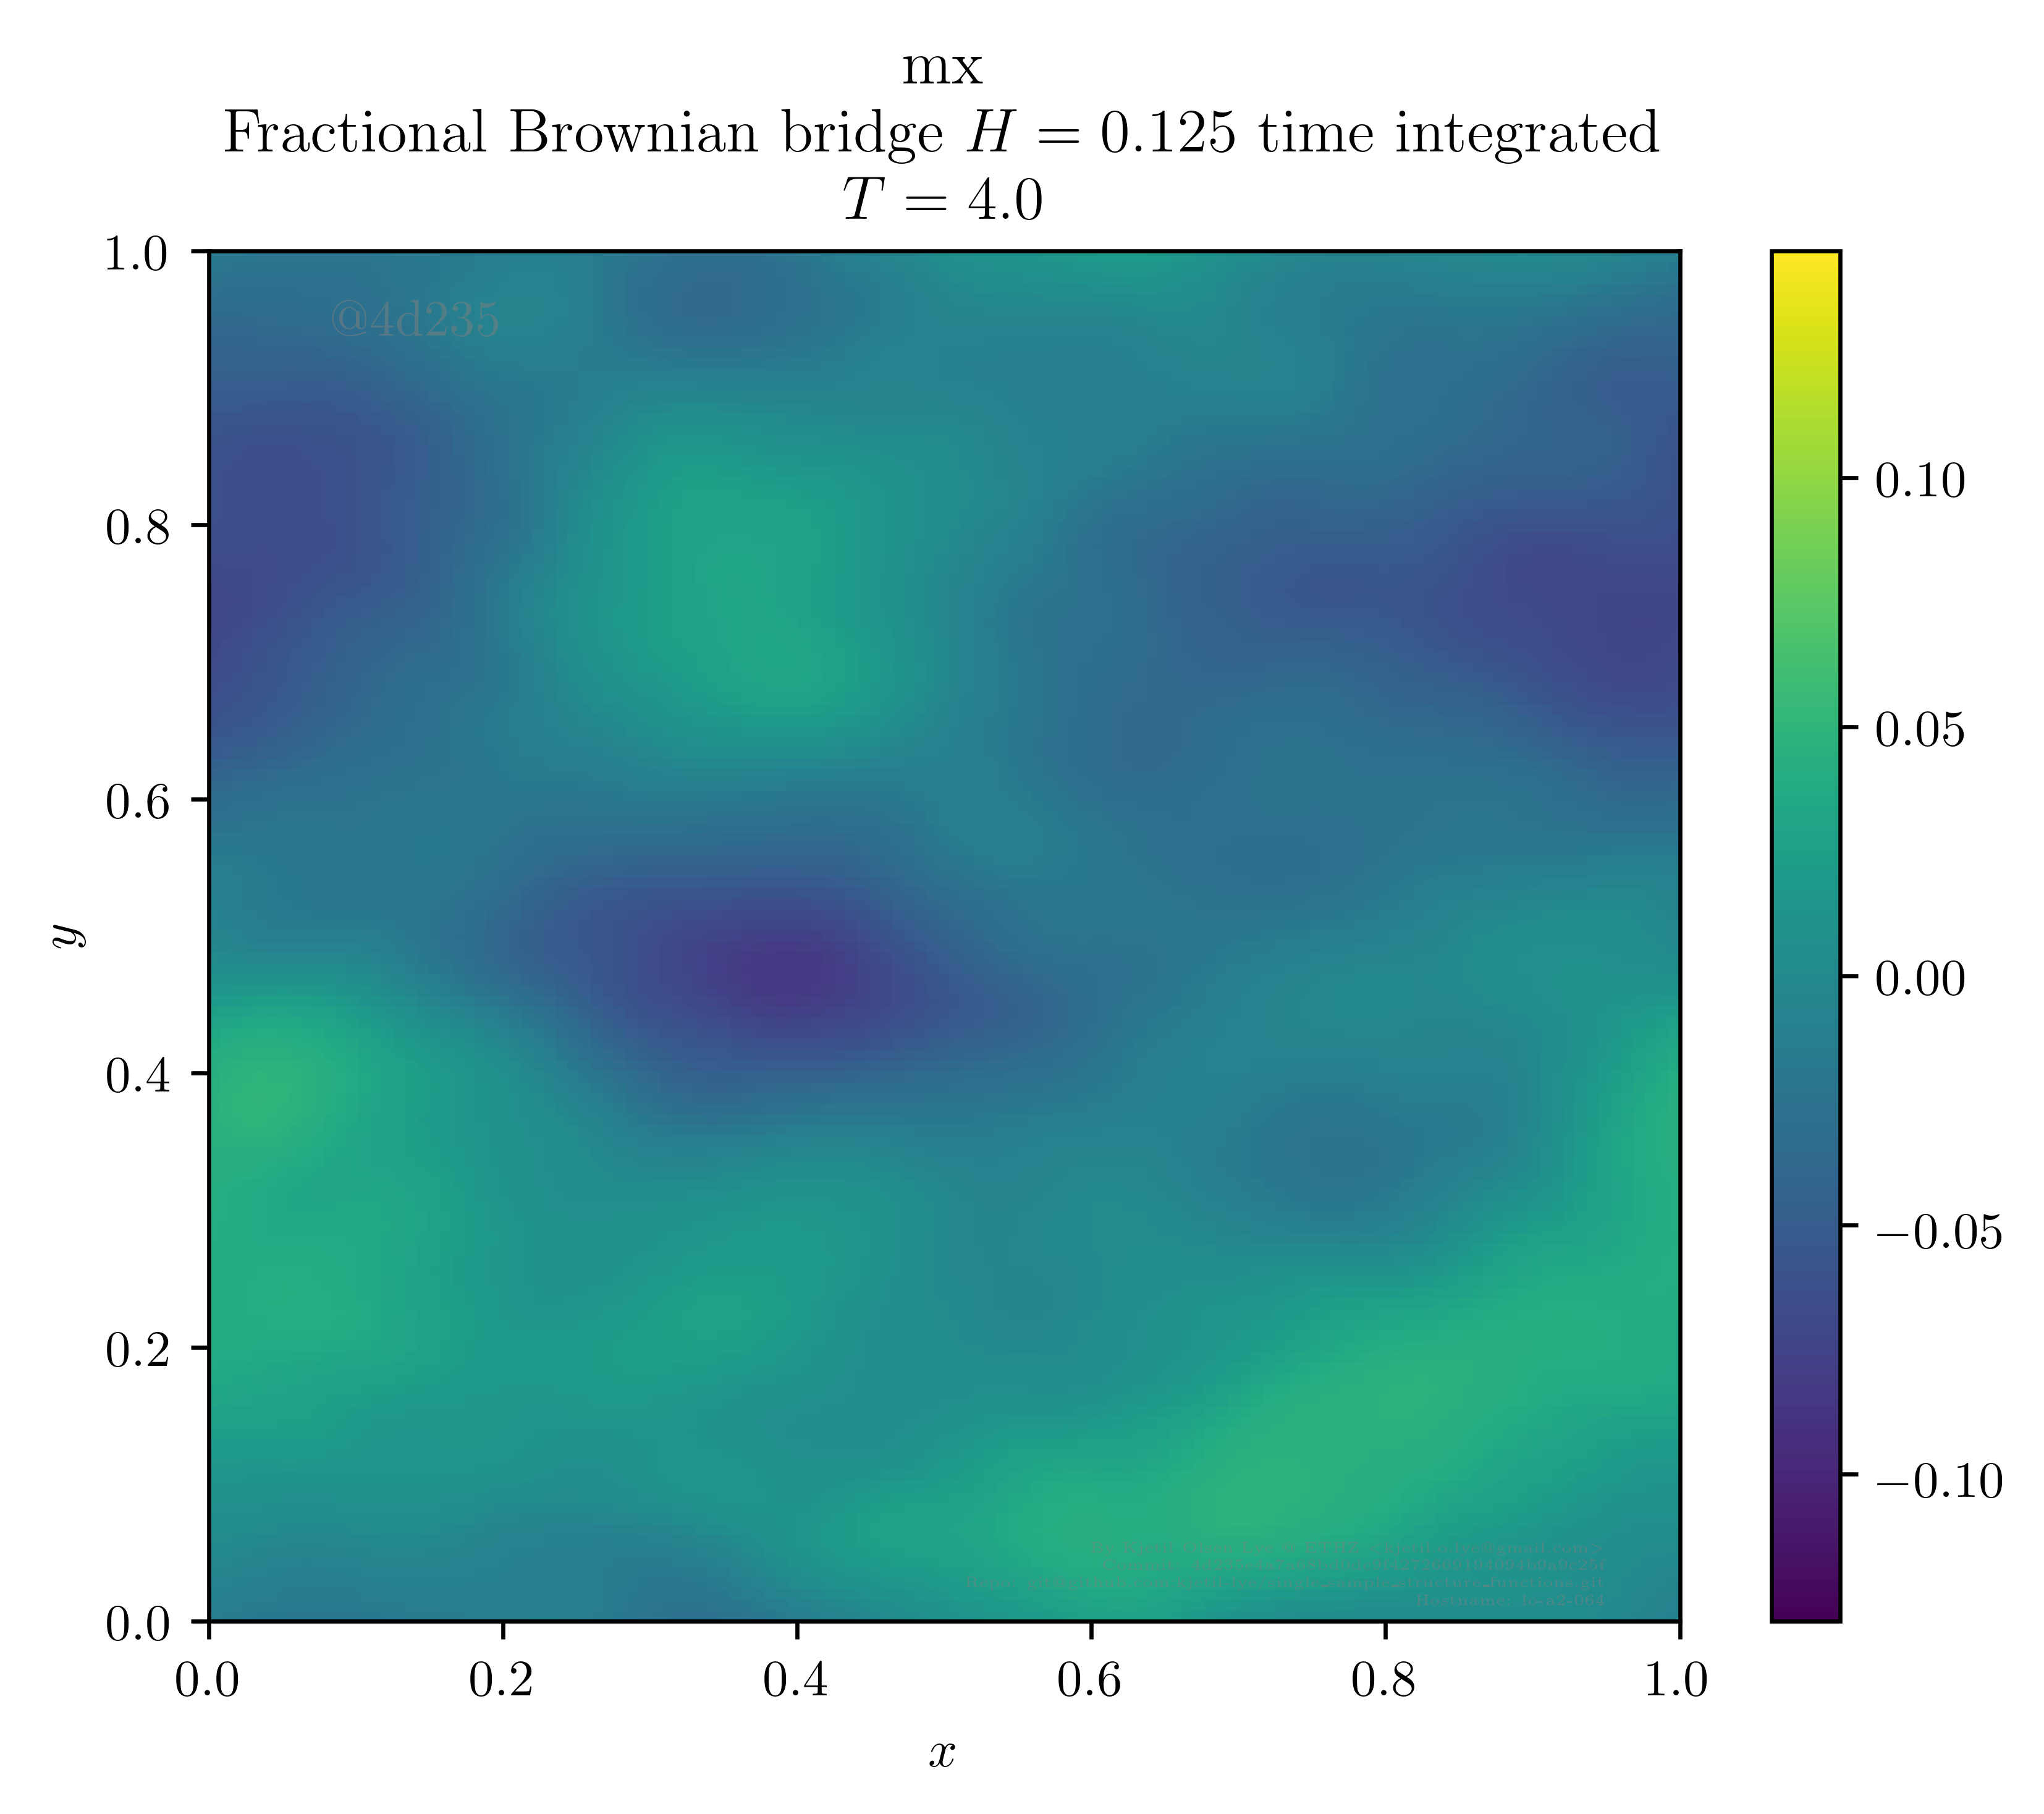 mx
Fractional Brownian bridge H = 0.125 time integrated
T = 4.0
@4d235
1.0
0.8
0.6
0.4
0.2
0.0
y
0.0 0.2 0.4 0.6 0.8 1.0
x
0.10
0.05
0.00
−0.05
−0.10
Hostname: